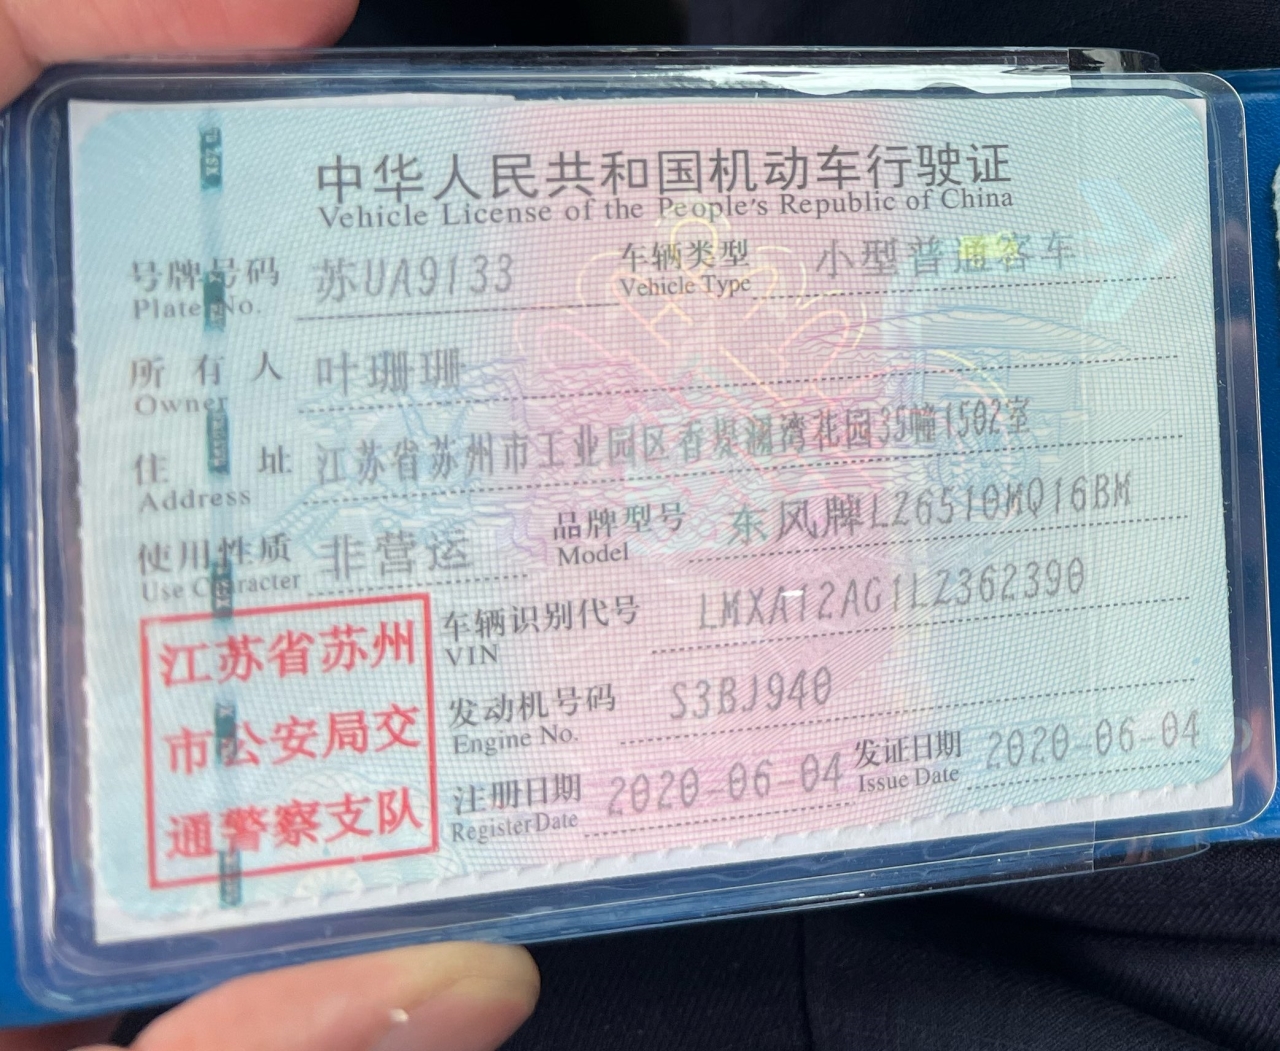 中华人民共和国机动车行驶证
Vehicle License of the People's Republic of China
号牌号码 苏UA9133 车辆类型 小型普通客车
Plate No. Vehicle Type
所有人 叶珊珊
Owner
住址 江苏省苏州市工业园区香堤澜湾花园35幢1502室
Address
使用性质 非营运 品牌型号 东风牌LZ6510MQ16BM
Use Character Model
车辆识别代号 LMXA12AG1LZ362390
VIN
发动机号码 S3BJ940
Engine No.
注册日期 2020-06-04 发证日期 2020-06-04
Register Date Issue Date
江苏省苏州
市公安局交
通警察支队